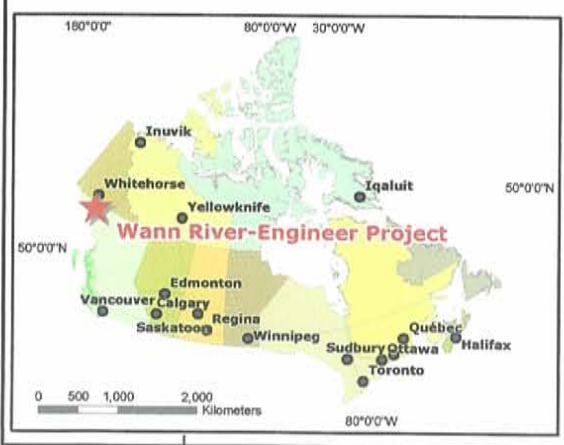 180°0'0"
80°0'0"W 30°0'0"W
Inuvik
Whitehorse
Iqaluit
50°0'0"W
Yellowknife
Wann River-Engineer Project
50°0'0"N
Edmonton
Vancouver
Calgary
Saskatoon
Regina
Winnipeg
Québec
Sudbury
Ottawa
Halifax
Toronto
0 500 1,000 2,000
Kilometers
80°0'0"W